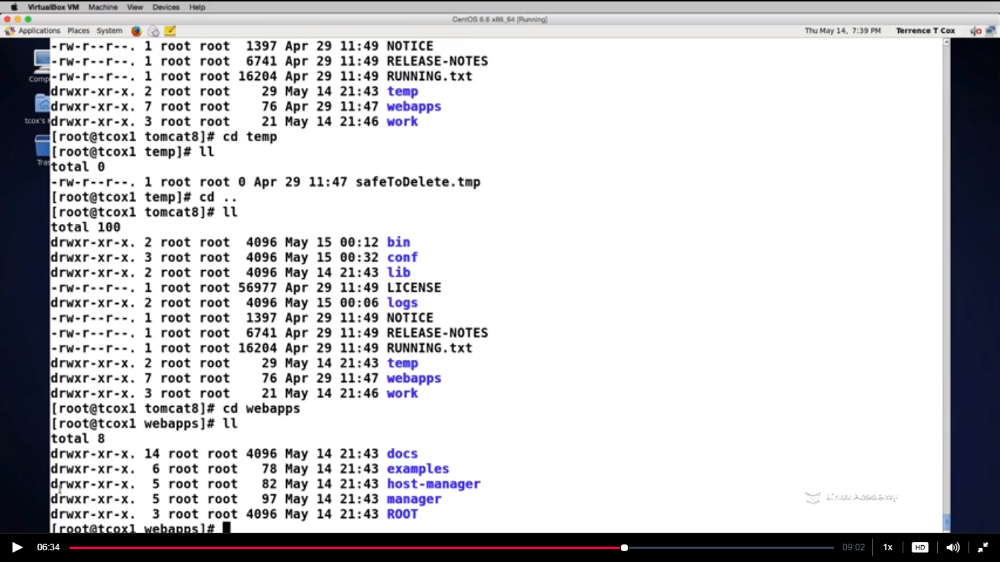 VirtualBox VM Machine View Devices Help
CentOS 6.6 x86_64 [Running]
Applications Places System Thu May 14, 7:39 PM Terrence T Cox
-rw-r--r--. 1 root root  1397 Apr 29 11:49 NOTICE
-rw-r--r--. 1 root root  6741 Apr 29 11:49 RELEASE-NOTES
-rw-r--r--. 1 root root 16204 Apr 29 11:49 RUNNING.txt
drwxr-xr-x. 2 root root    29 May 14 21:43 temp
drwxr-xr-x. 7 root root    76 Apr 29 11:47 webapps
drwxr-xr-x. 3 root root    21 May 14 21:46 work
[root@tcox1 tomcat8]# cd temp
[root@tcox1 temp]# ll
total 0
-rw-r--r--. 1 root root 0 Apr 29 11:47 safeToDelete.tmp
[root@tcox1 temp]# cd ..
[root@tcox1 tomcat8]# ll
total 100
drwxr-xr-x. 2 root root  4096 May 15 00:12 bin
drwxr-xr-x. 3 root root  4096 May 15 00:32 conf
drwxr-xr-x. 2 root root  4096 May 14 21:43 lib
-rw-r--r--. 1 root root 56977 Apr 29 11:49 LICENSE
drwxr-xr-x. 2 root root  4096 May 15 00:06 logs
-rw-r--r--. 1 root root  1397 Apr 29 11:49 NOTICE
-rw-r--r--. 1 root root  6741 Apr 29 11:49 RELEASE-NOTES
-rw-r--r--. 1 root root 16204 Apr 29 11:49 RUNNING.txt
drwxr-xr-x. 2 root root    29 May 14 21:43 temp
drwxr-xr-x. 7 root root    76 Apr 29 11:47 webapps
drwxr-xr-x. 3 root root    21 May 14 21:46 work
[root@tcox1 tomcat8]# cd webapps
[root@tcox1 webapps]# ll
total 8
drwxr-xr-x. 14 root root 4096 May 14 21:43 docs
drwxr-xr-x.  6 root root   78 May 14 21:43 examples
drwxr-xr-x.  5 root root   82 May 14 21:43 host-manager
drwxr-xr-x.  5 root root   97 May 14 21:43 manager
drwxr-xr-x.  3 root root 4096 May 14 21:43 ROOT
[root@tcox1 webapps]#
Comp
tcox's
Tras
Linux Academy
06:34 09:02 1x HD